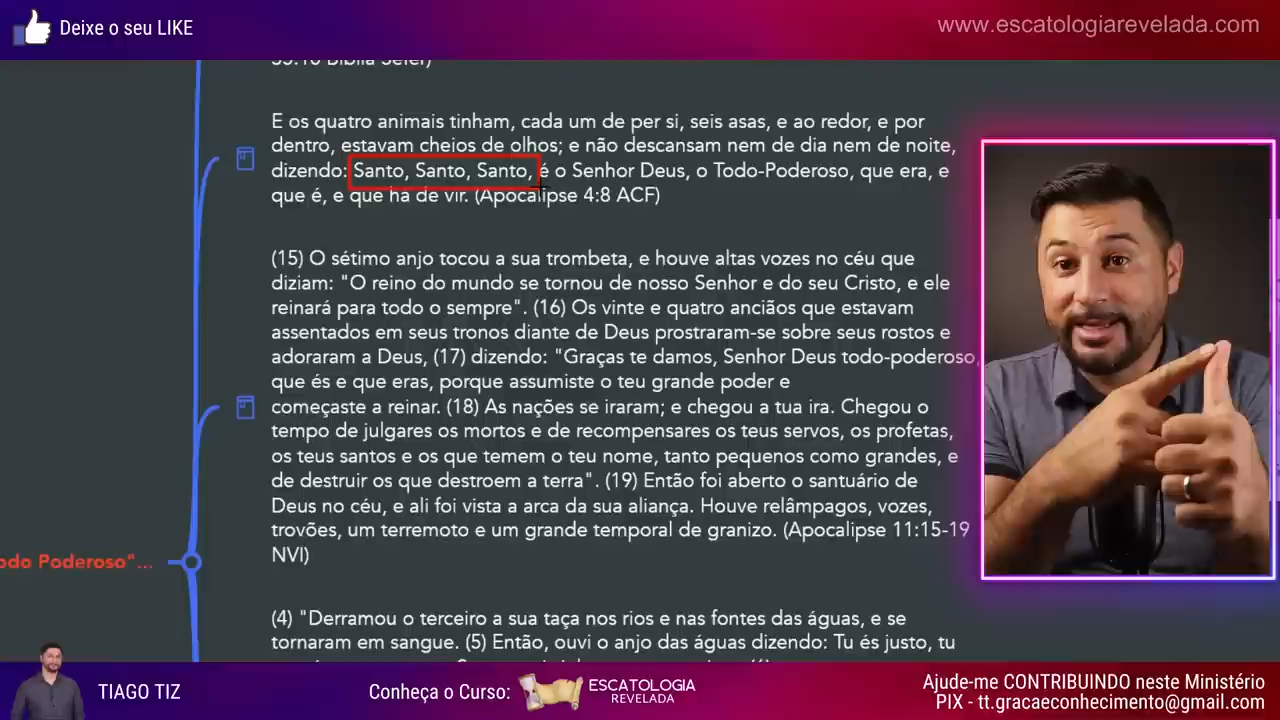 Deixe o seu LIKE
www.escatologiarevelada.com
E os quatro animais tinham, cada um de per si, seis asas, e ao redor, e por
dentro, estavam cheios de olhos; e não descansam nem de dia nem de noite,
dizendo: Santo, Santo, Santo, é o Senhor Deus, o Todo-Poderoso, que era, e
que é, e que há de vir. (Apocalipse 4:8 ACF)
(15) O sétimo anjo tocou a sua trombeta, e houve altas vozes no céu que
diziam: "O reino do mundo se tornou de nosso Senhor e do seu Cristo, e ele
reinará para todo o sempre". (16) Os vinte e quatro anciãos que estavam
assentados em seus tronos diante de Deus prostraram-se sobre seus rostos e
adoraram a Deus, (17) dizendo: "Graças te damos, Senhor Deus todo-poderoso,
que és e que eras, porque assumiste o teu grande poder e
começaste a reinar. (18) As nações se iraram; e chegou a tua ira. Chegou o
tempo de julgares os mortos e de recompensares os teus servos, os profetas,
os teus santos e os que temem o teu nome, tanto pequenos como grandes, e
de destruir os que destroem a terra". (19) Então foi aberto o santuário de
Deus no céu, e ali foi vista a arca da sua aliança. Houve relâmpagos, vozes,
trovões, um terremoto e um grande temporal de granizo. (Apocalipse 11:15-19
NVI)
odo Poderoso"...
(4) "Derramou o terceiro a sua taça nos rios e nas fontes das águas, e se
tornaram em sangue. (5) Então, ouvi o anjo das águas dizendo: Tu és justo, tu
TIAGO TIZ
Conheça o Curso:
ESCATOLOGIA
REVELADA
Ajude-me CONTRIBUINDO neste Ministério
PIX - tt.gracaeconhecimento@gmail.com